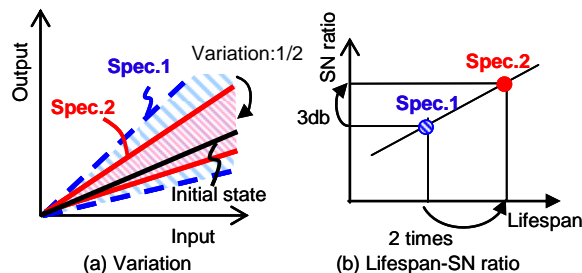 Output
Variation:1/2
Spec.1
Spec.2
Initial state
Input
(a) Variation
SN ratio
Spec.2
Spec.1
3db
Lifespan
2 times
(b) Lifespan-SN ratio